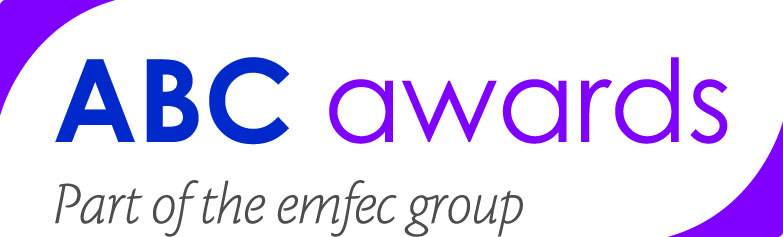 ABC awards
Part of the emfec group